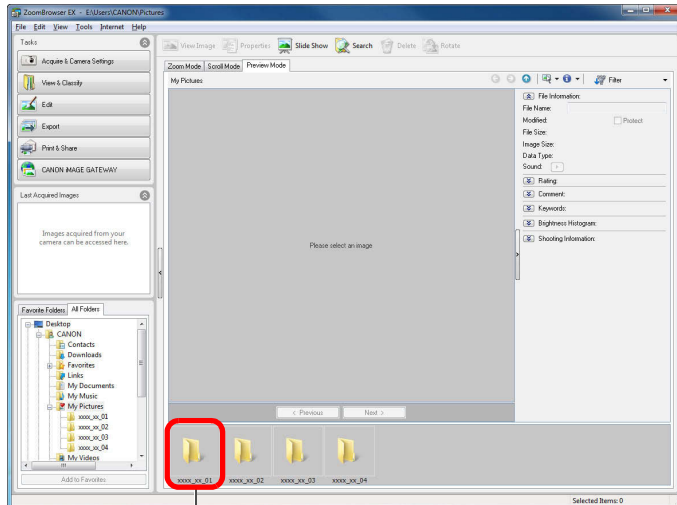 ZoomBrowser EX - E:\Users\CANON\Pictures
File Edit View Tools Internet Help
Tasks
Acquire & Camera Settings
View & Classify
Edit
Export
Print & Share
CANON iMAGE GATEWAY
Last Acquired Images
Images acquired from your
camera can be accessed here.
Favorite Folders All Folders
Desktop
CANON
Contacts
Downloads
Favorites
Links
My Documents
My Music
My Pictures
xxxx_xx_01
xxxx_xx_02
xxxx_xx_03
xxxx_xx_04
My Videos
Add to Favorites
View Image Properties Slide Show Search Delete Rotate
Zoom Mode Scroll Mode Preview Mode
My Pictures
Filter
Please select an image
< Previous Next >
File Information:
File Name:
Modified: Protect
File Size:
Image Size:
Data Type:
Sound:
Rating:
Comment:
Keywords:
Brightness Histogram:
Shooting Information:
xxxx_xx_01 xxxx_xx_02 xxxx_xx_03 xxxx_xx_04
Selected Items: 0